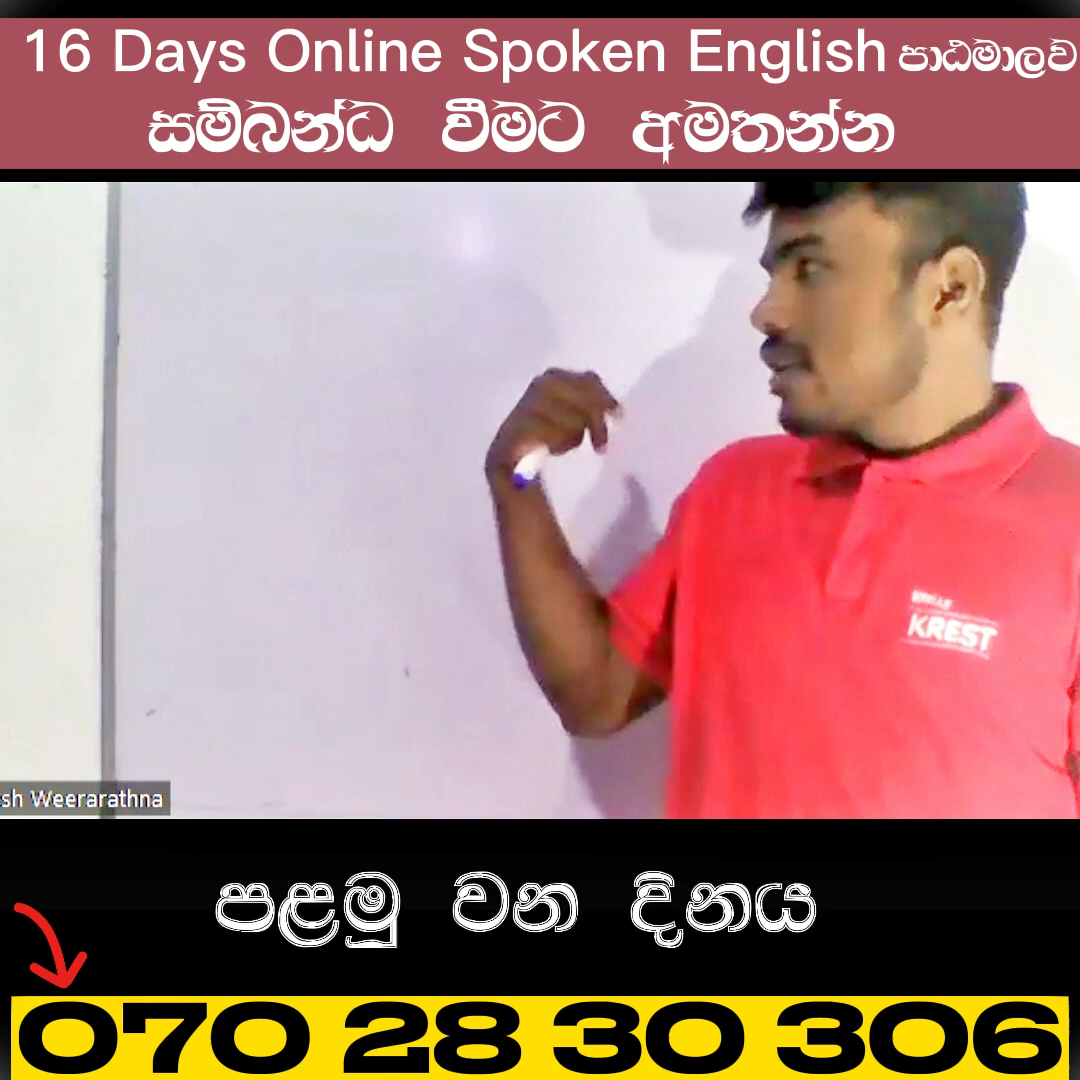 16 Days Online Spoken English පාඨමාලව
සම්බන්ධ වීමට අමතන්න
KREST
sh Weerarathna
පළමු වන දිනය
070 28 30 306